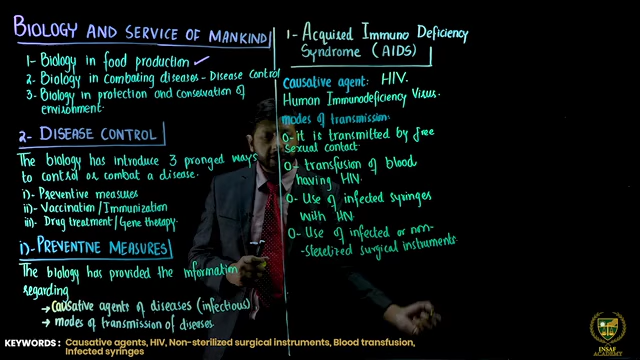 BIOLOGY AND SERVICE OF MANKIND
1- Biology in food production
2- Biology in Combating diseases - Disease Control
3- Biology in protection and conservation of
environment.
2- DISEASE CONTROL
The biology has introduce 3 pronged ways
to control or combat a disease.
i)- Preventive measures
ii)- Vaccination/Immunization
iii)- Drug treatment/Gene therapy.
i)- PREVENTIVE MEASURES
The biology has provided the information
regarding
→ Causative agents of diseases (infectious)
→ modes of transmission of diseases
1- Acquired Immuno Deficiency
Syndrome (AIDS)
Causative agent: HIV.
Human Immunodeficiency Virus.
modes of transmission:
0- it is transmitted by free
Sexual contact.
0- transfusion of blood
having HIV.
0- Use of infected syringes
with HIV.
0- Use of infected or non-
-steretized surgical instruments.
KEYWORDS : Causative agents, HIV, Non-sterilized surgical instruments, Blood transfusion,
Infected syringes
INSAF
ACADEMY